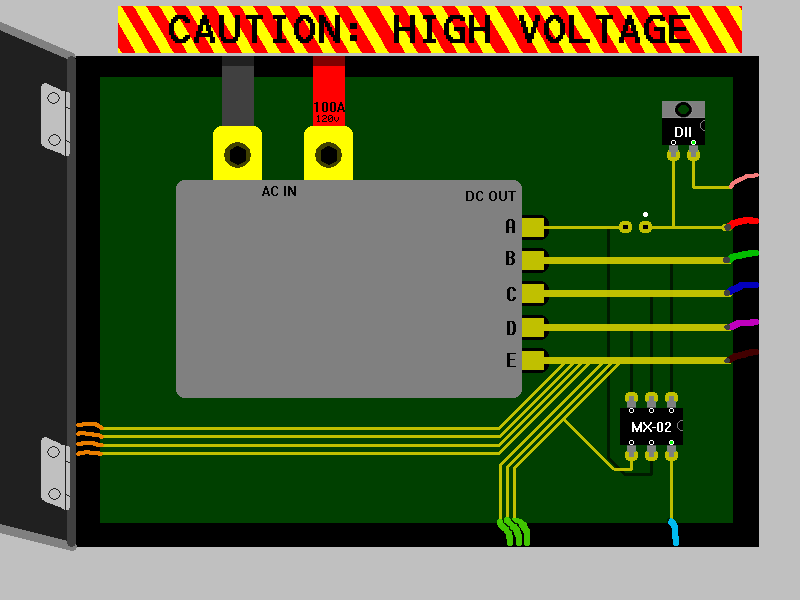 CAUTION: HIGH VOLTAGE
100A
120v
DII
AC IN
DC OUT
A
B
C
D
E
MX-02